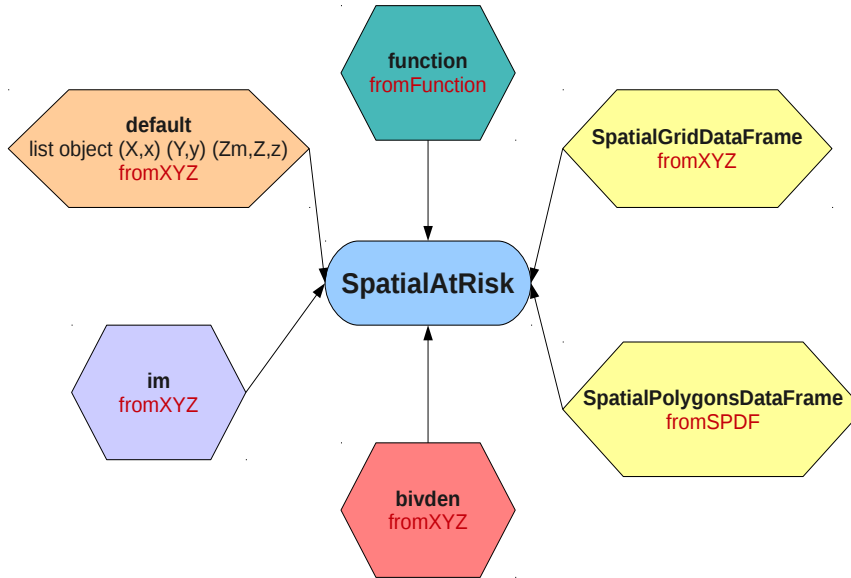 function
fromFunction
default
list object (X,x) (Y,y) (Zm,Z,z)
fromXYZ
SpatialGridDataFrame
fromXYZ
SpatialAtRisk
im
fromXYZ
SpatialPolygonsDataFrame
fromSPDF
bivden
fromXYZ